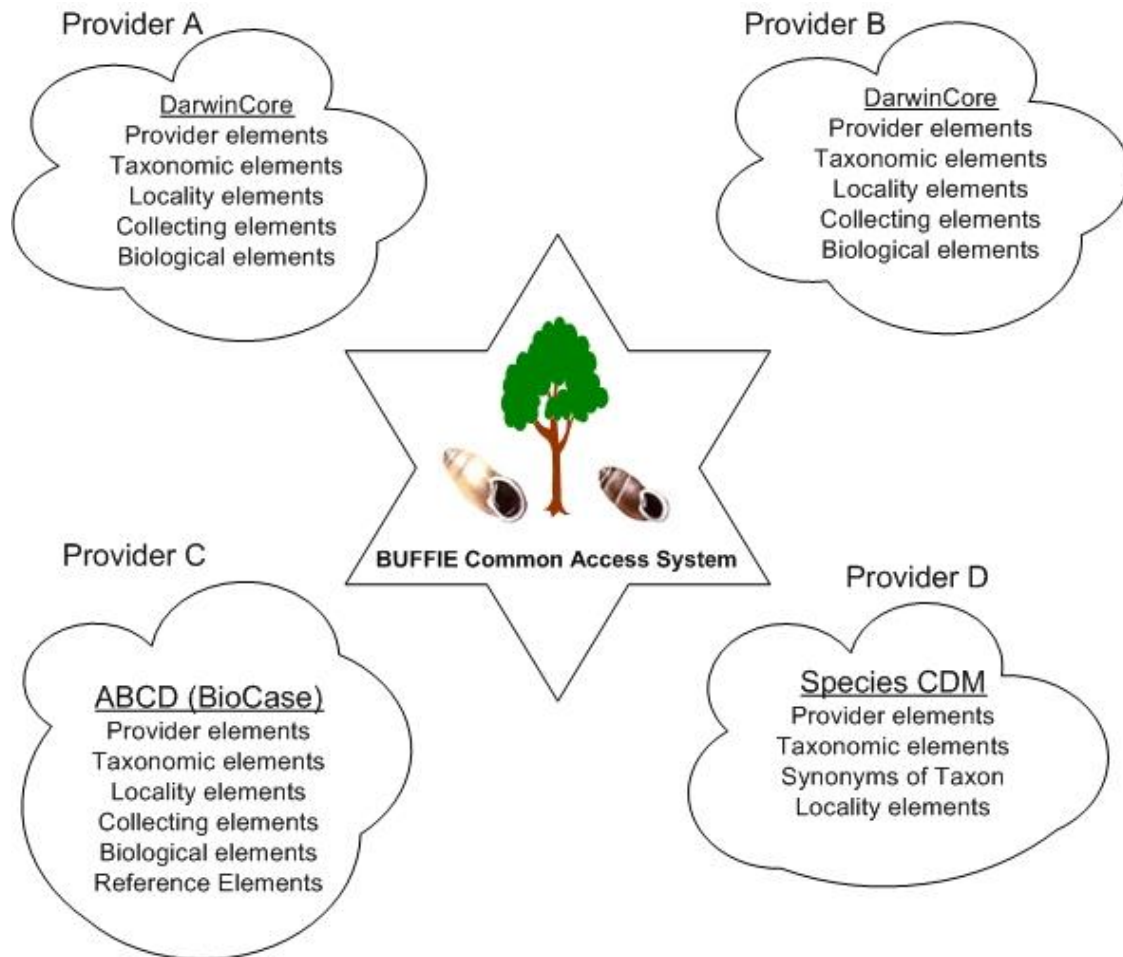 Provider A
DarwinCore
Provider elements
Taxonomic elements
Locality elements
Collecting elements
Biological elements
Provider B
DarwinCore
Provider elements
Taxonomic elements
Locality elements
Collecting elements
Biological elements
BUFFIE Common Access System
Provider C
ABCD (BioCase)
Provider elements
Taxonomic elements
Locality elements
Collecting elements
Biological elements
Reference Elements
Provider D
Species CDM
Provider elements
Taxonomic elements
Synonyms of Taxon
Locality elements